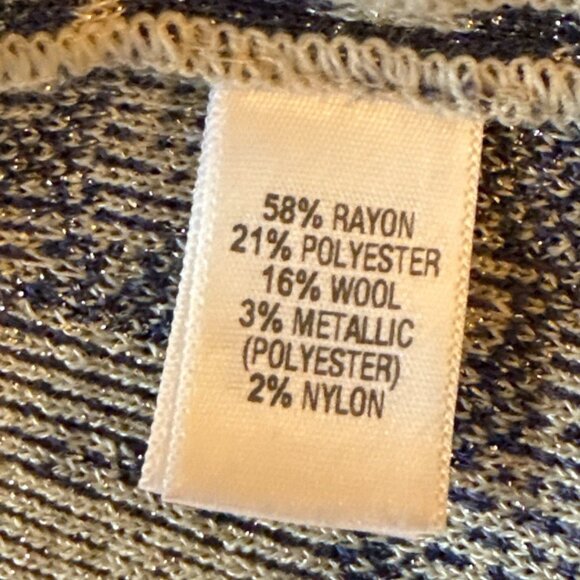 58% RAYON
21% POLYESTER
16% WOOL
3% METALLIC
(POLYESTER)
2% NYLON